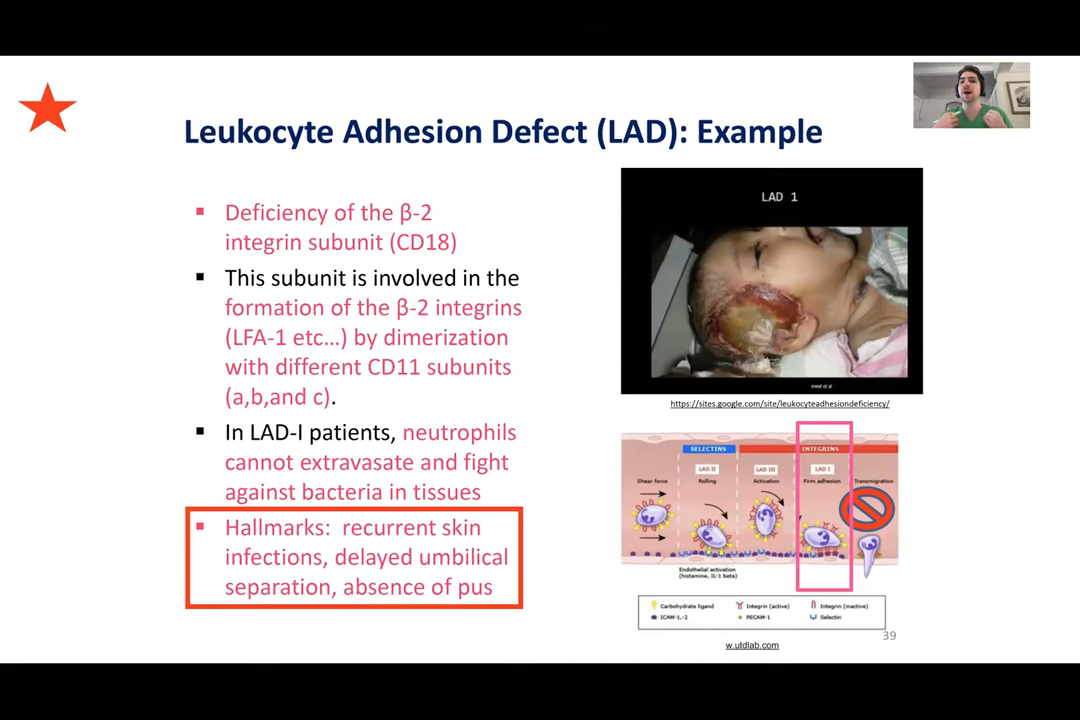 Leukocyte Adhesion Defect (LAD): Example
▪ Deficiency of the β-2
integrin subunit (CD18)
▪ This subunit is involved in the
formation of the β-2 integrins
(LFA-1 etc…) by dimerization
with different CD11 subunits
(a,b,and c).
▪ In LAD-I patients, neutrophils
cannot extravasate and fight
against bacteria in tissues
▪ Hallmarks: recurrent skin
infections, delayed umbilical
separation, absence of pus
LAD 1
https://sites.google.com/site/leukocyteadhesiondeficiency/
SELECTINS INTEGRINS
LAD II LAD III LAD I
Shear force Rolling Activation Firm adhesion Transmigration
Endothelial activation
(histamine, IL-1 beta)
Carbohydrate ligand Integrin (active) Integrin (inactive)
ICAM-1,-2 PECAM-1 Selectin
39
w.utdlab.com